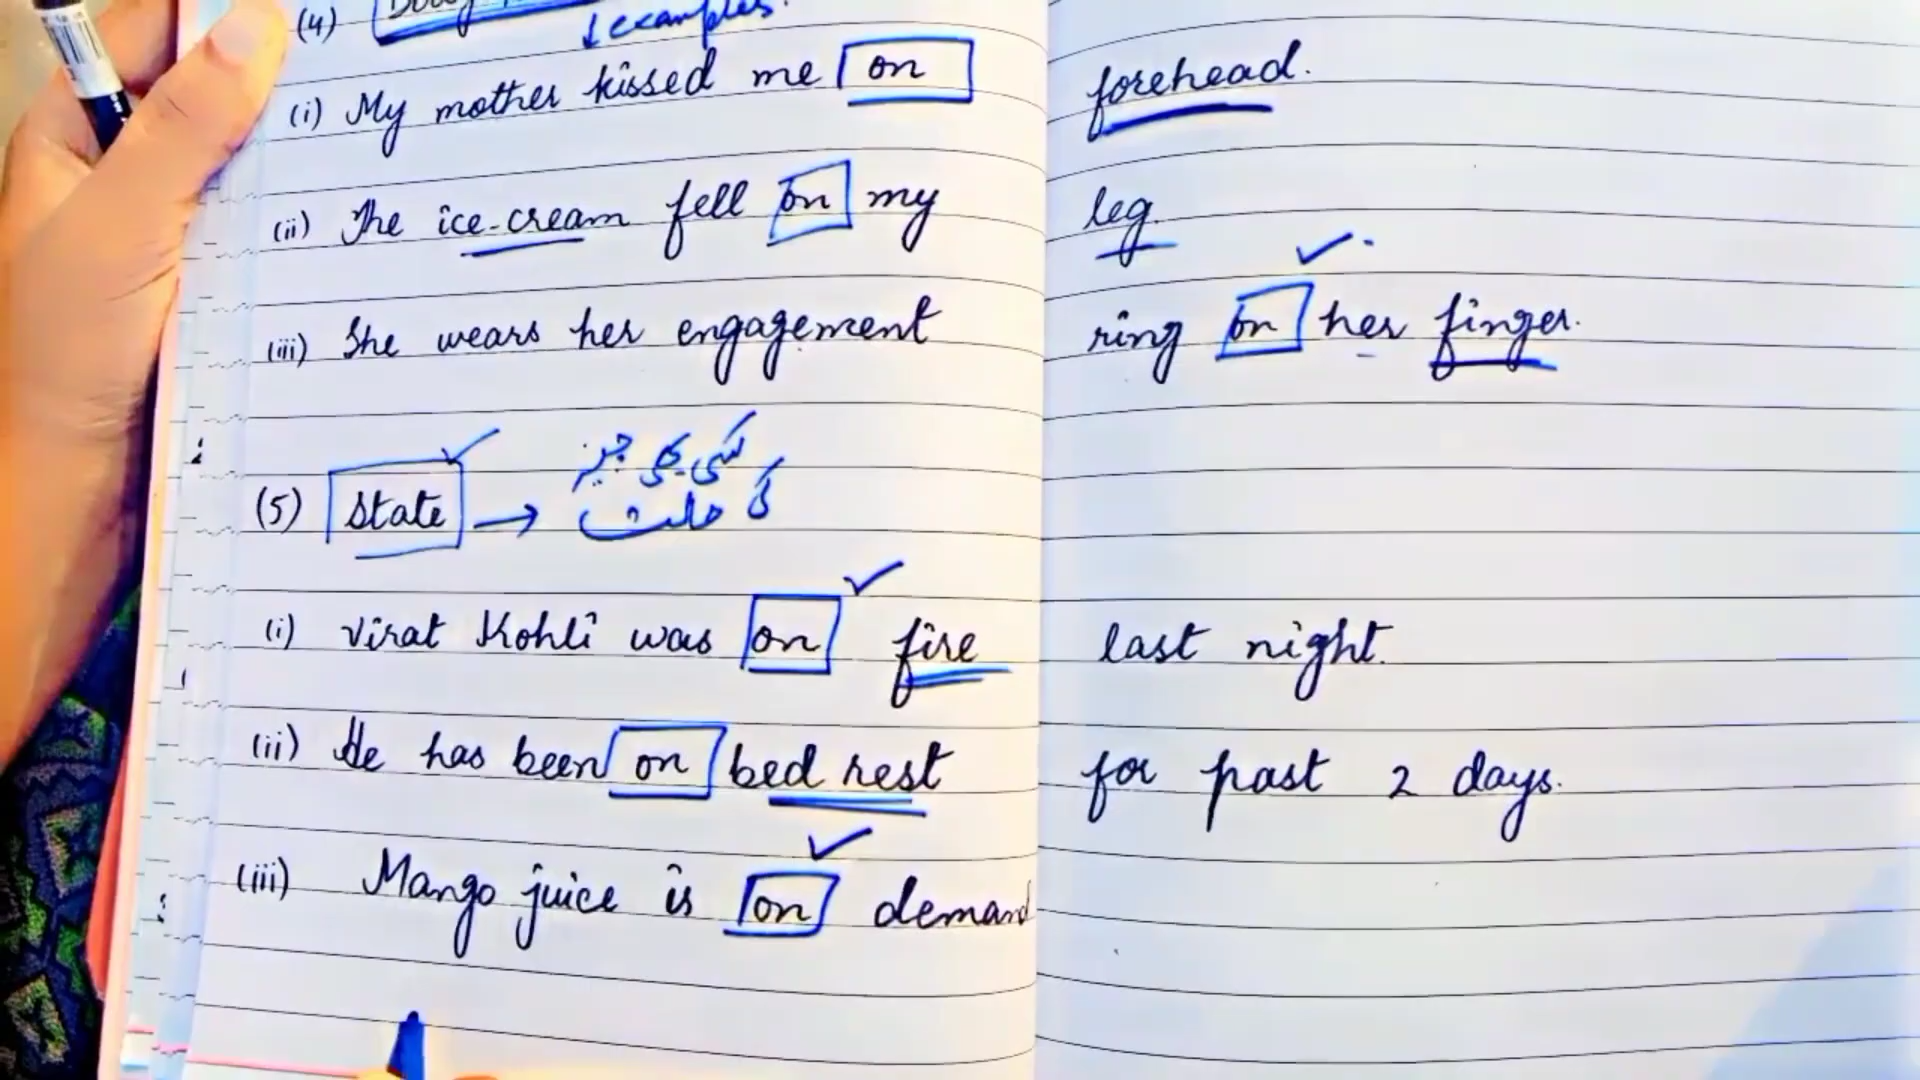 (4)
↓ examples.
(i) My mother kissed me on forehead.
(ii) The ice-cream fell on my leg.
(iii) She wears her engagement ring on her finger.
(5) State → کسی بھی چیز
کی حالت
(i) Virat Kohli was on fire last night.
(ii) He has been on bed rest for past 2 days.
(iii) Mango juice is on demand